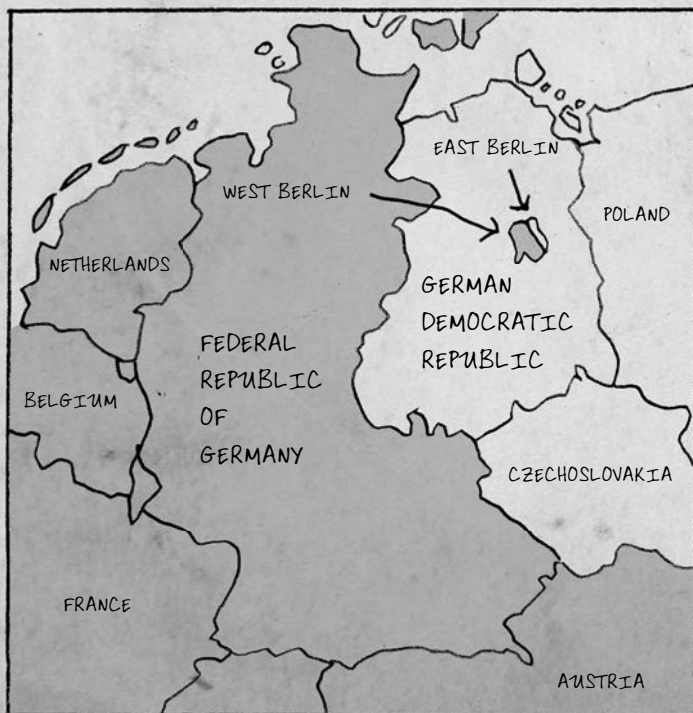 EAST BERLIN
WEST BERLIN
POLAND
NETHERLANDS
GERMAN
DEMOCRATIC
REPUBLIC
FEDERAL
REPUBLIC
OF
GERMANY
BELGIUM
CZECHOSLOVAKIA
FRANCE
AUSTRIA